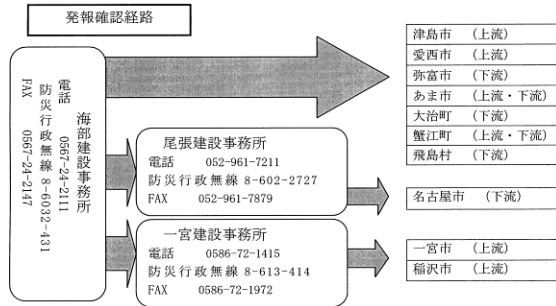 発報確認経路
海部建設事務所
電話 0567-24-2111
防災行政無線 8-6032-431
FAX 0567-24-2147
尾張建設事務所
電話 052-961-7211
防災行政無線 8-602-2727
FAX 052-961-7879
一宮建設事務所
電話 0586-72-1415
防災行政無線 8-613-414
FAX 0586-72-1972
津島市 (上流)
愛西市 (上流)
弥富市 (下流)
あま市 (上流・下流)
大治町 (下流)
蟹江町 (上流・下流)
飛島村 (下流)
名古屋市 (下流)
一宮市 (上流)
稲沢市 (上流)